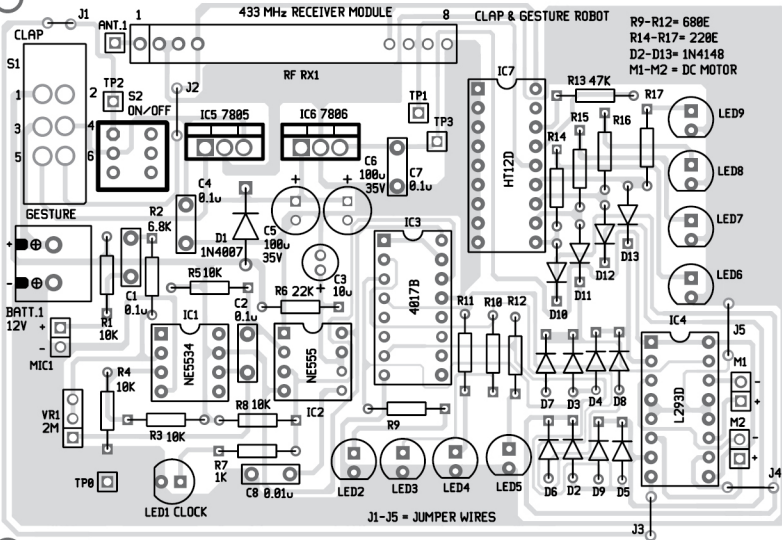 J1
433 MHz RECEIVER MODULE
CLAP & GESTURE ROBOT
ANT.1
1
8
CLAP
S1
RF RX1
R9-R12= 680E
R14-R17= 220E
D2-D13= 1N4148
M1-M2 = DC MOTOR
1
2
3
4
5
6
TP2
S2
ON/OFF
J2
IC5 7805
IC6 7806
TP1
TP3
IC7
HT12D
R13 47K
R14
R15
R16
R17
LED9
LED8
LED7
LED6
C6
100u
35V
C7
0.1u
GESTURE
+
-
BATT.1
12V
R2
6.8K
C4
0.1u
D1
1N4007
+
+
C5
100u
35V
C3
10u
+
IC3
4017B
D10
D11
D12
D13
C1
0.1u
R1
10K
R5 10K
C2
0.1u
R6 22K
R11
R10
R12
IC4
L293D
J5
+
-
MIC1
IC1
NE5534
NE555
IC2
R4
10K
VR1
2M
R3 10K
R8 10K
R9
D7
D3
D4
D8
M1
-
+
M2
-
+
R7
1K
C8 0.01u
TP0
LED1 CLOCK
LED2
LED3
LED4
LED5
D6
D2
D9
D5
J4
J1-J5 = JUMPER WIRES
J3